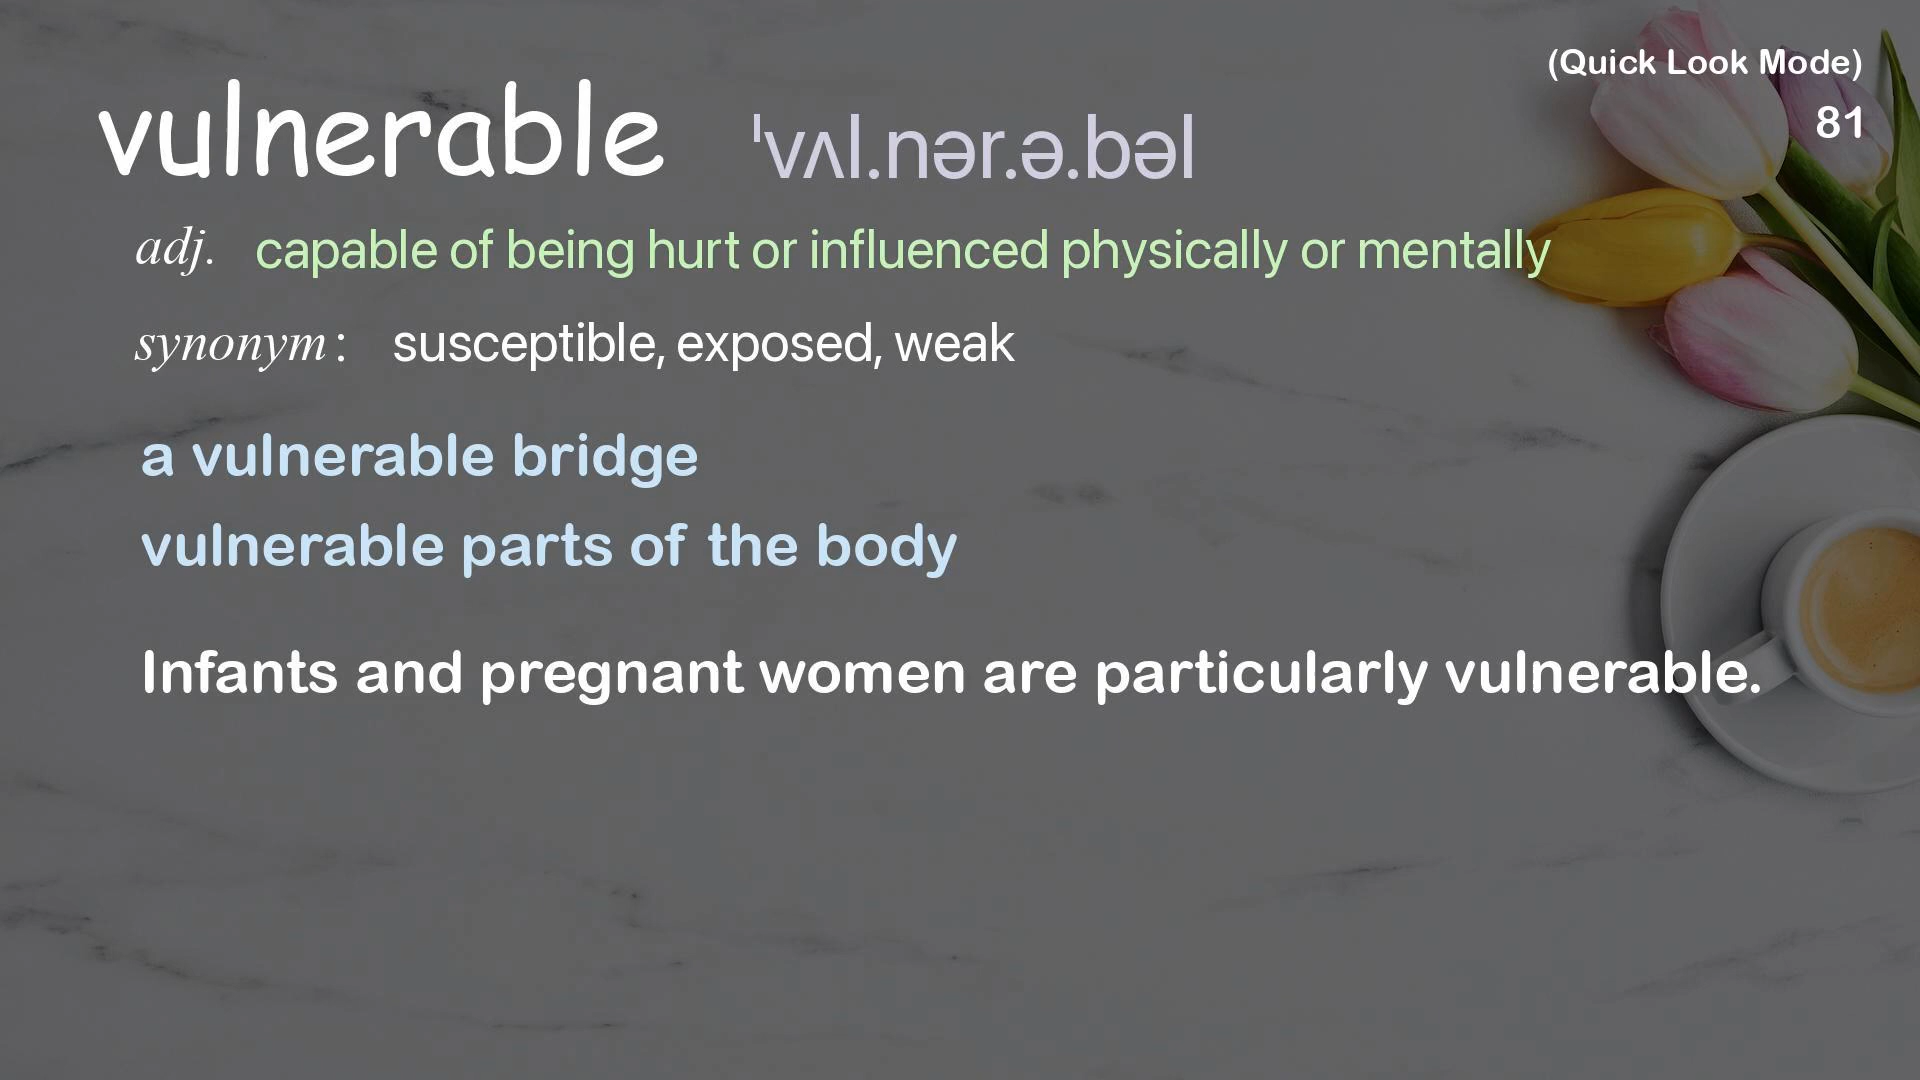 (Quick Look Mode)
81
vulnerable ˈvʌl.nər.ə.bəl
adj. capable of being hurt or influenced physically or mentally
synonym: susceptible, exposed, weak
a vulnerable bridge
vulnerable parts of the body
Infants and pregnant women are particularly vulnerable.